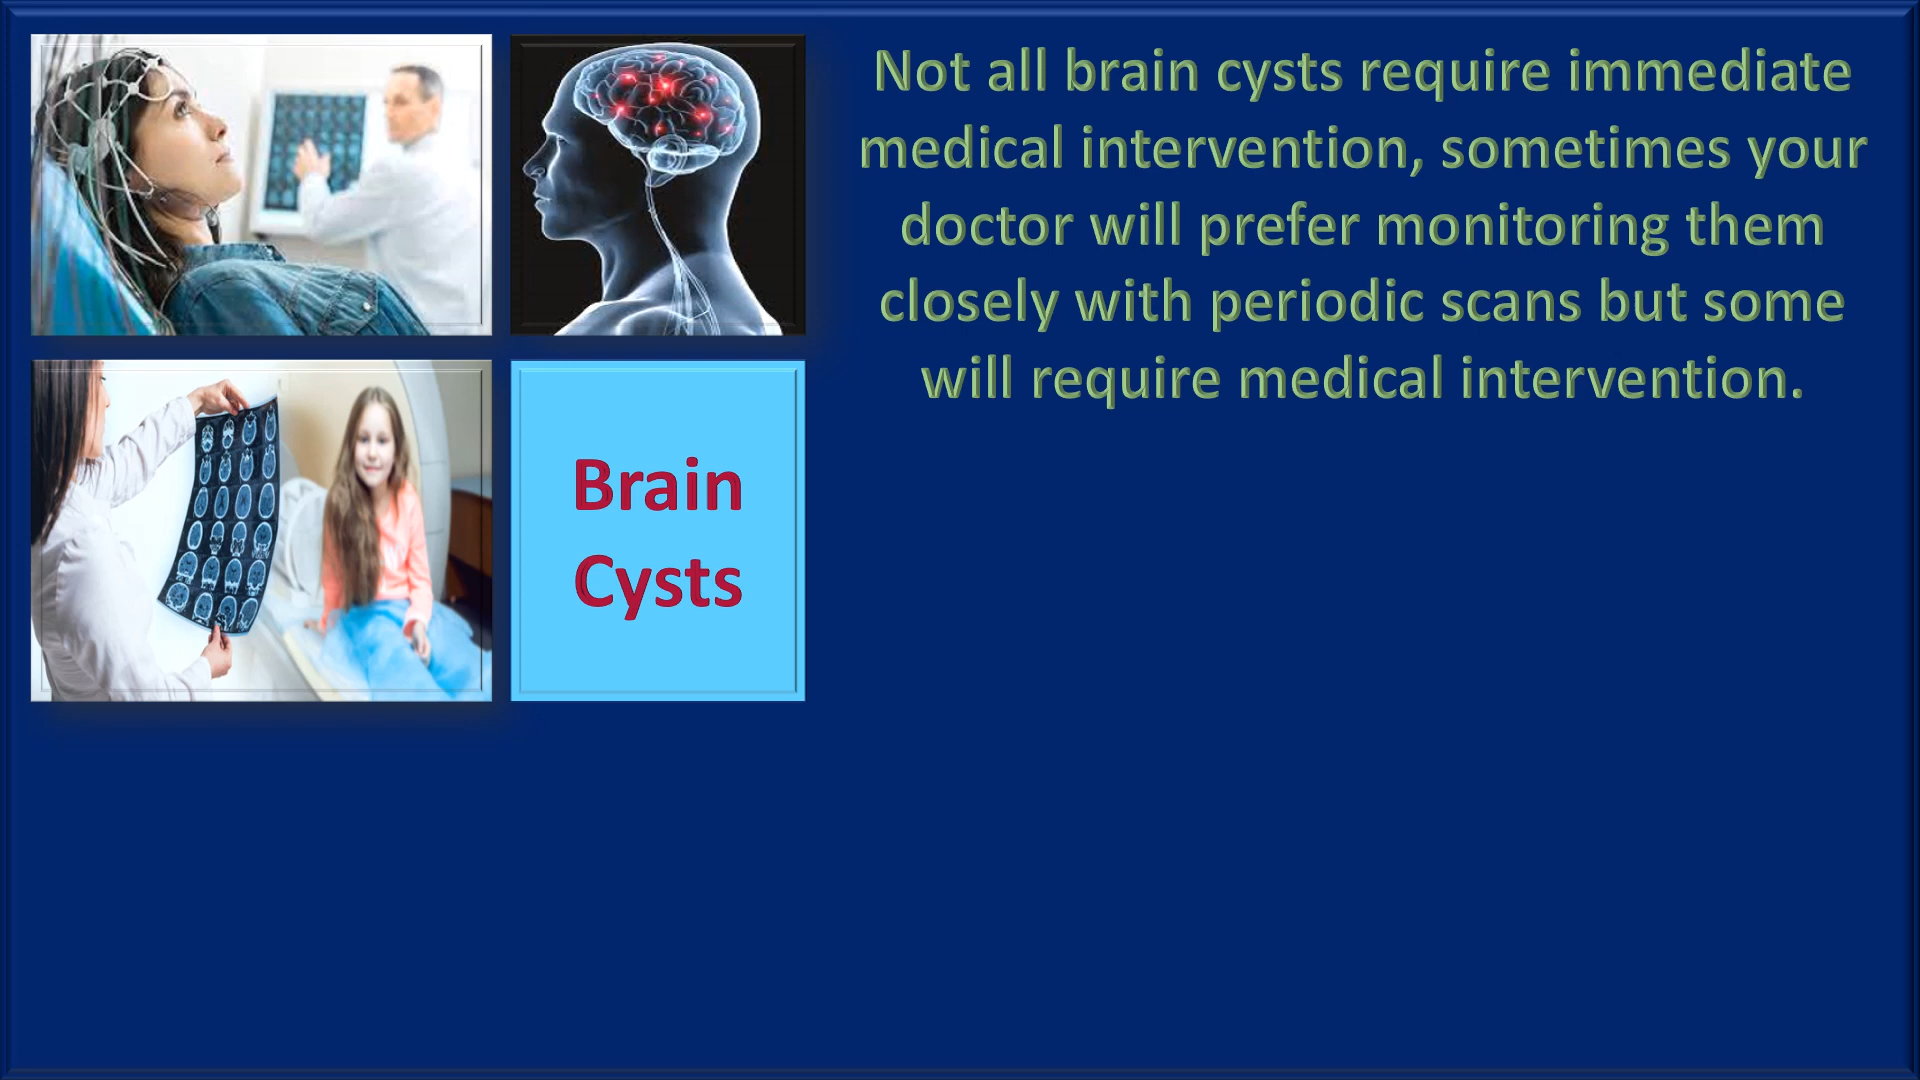 Not all brain cysts require immediate
medical intervention, sometimes your
doctor will prefer monitoring them
closely with periodic scans but some
will require medical intervention.
Brain
Cysts